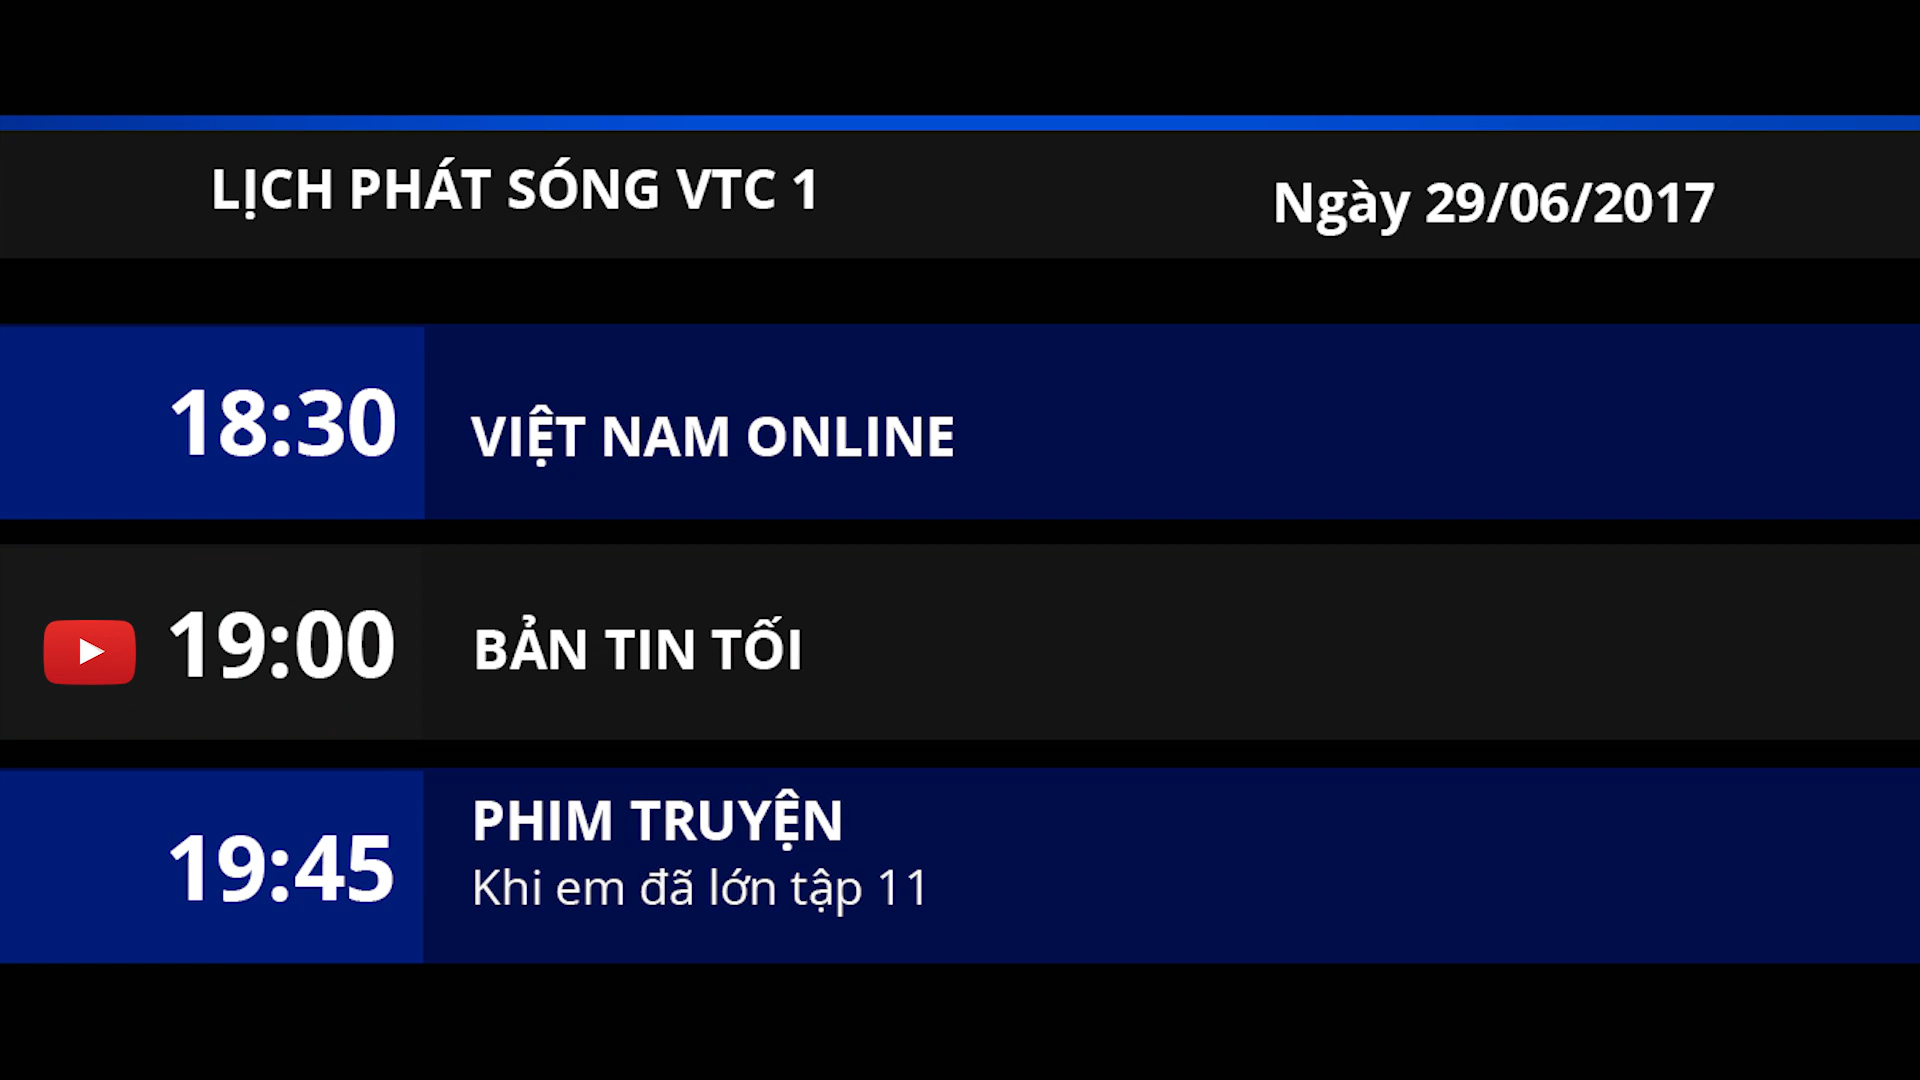 LỊCH PHÁT SÓNG VTC 1
Ngày 29/06/2017
18:30
VIỆT NAM ONLINE
19:00
BẢN TIN TỐI
19:45
PHIM TRUYỆN
Khi em đã lớn tập 11